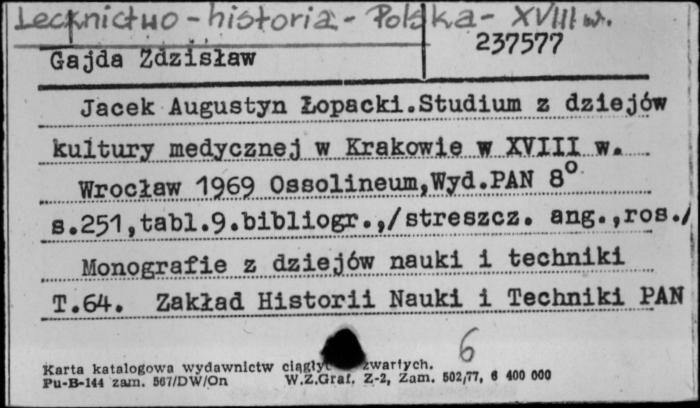 Lecznictwo - historia - Polska - XVIII w.
237577
Gajda Zdzisław
Jacek Augustyn Łopacki.Studium z dziejów
kultury medycznej w Krakowie w XVIII w.
Wrocław 1969 Ossolineum,Wyd.PAN 8°
s.251,tabl.9.bibliogr.,/streszcz. ang.,ros./
Monografie z dziejów nauki i techniki
T.64. Zakład Historii Nauki i Techniki PAN
6
Karta katalogowa wydawnictw zwartych.
Pu-B-144 zam. 567/DW/On W.Z.Graf. Z-2, Zam. 502/77, 6 400 000